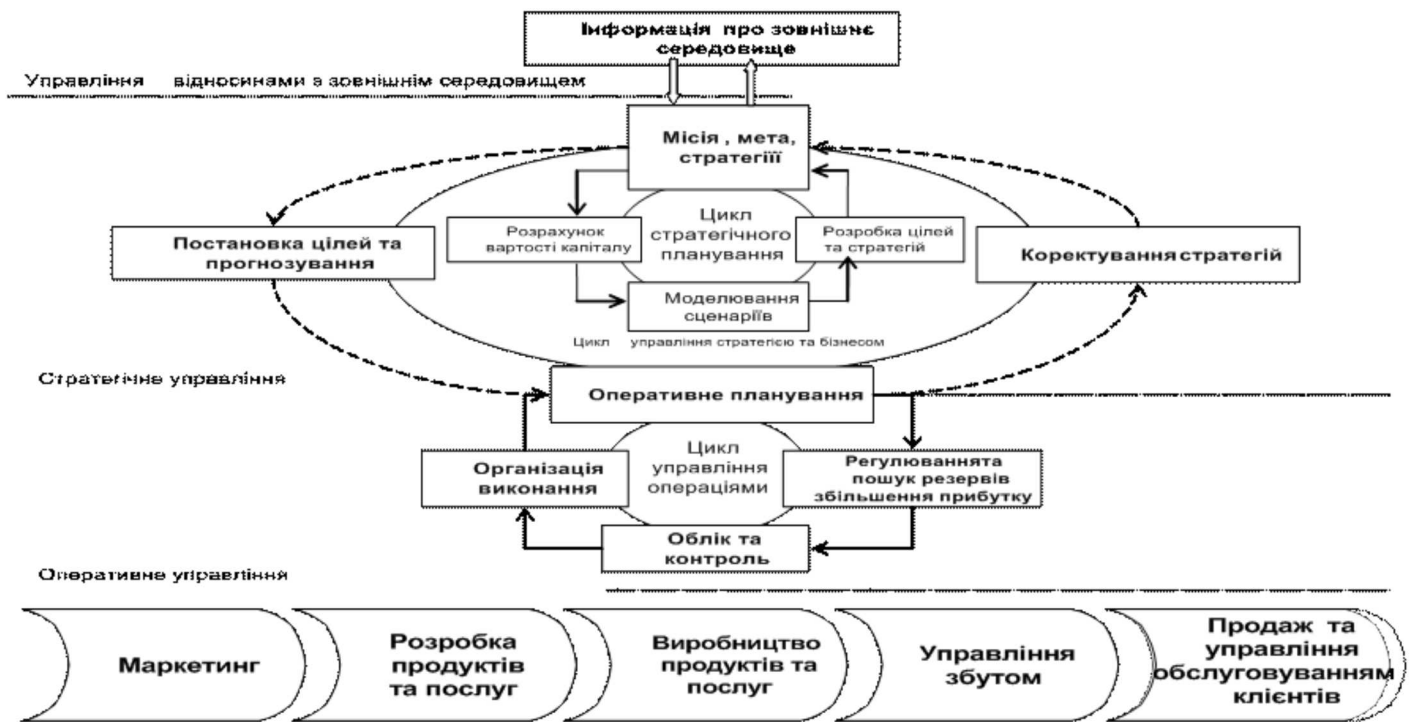 Інформація про зовнішнє
середовище
Управління відносинами з зовнішнім середовищем
Місія , мета,
стратегіїї
Розрахунок
вартості капіталу
Цикл
стратегічного
планування
Розробка цілей
та стратегій
Постановка цілей та
прогнозування
Коректування стратегій
Моделювання
сценаріїв
Цикл управління стратегією та бізнесом
Стратегічне управління
Оперативне планування
Організація
виконання
Цикл
управління
операціями
Регулюваннята
пошук резервів
збільшення прибутку
Облік та
контроль
Оперативне управління
Маркетинг
Розробка
продуктів
та послуг
Виробництво
продуктів та
послуг
Управління
збутом
Продаж та
управління
обслуговуванням
клієнтів